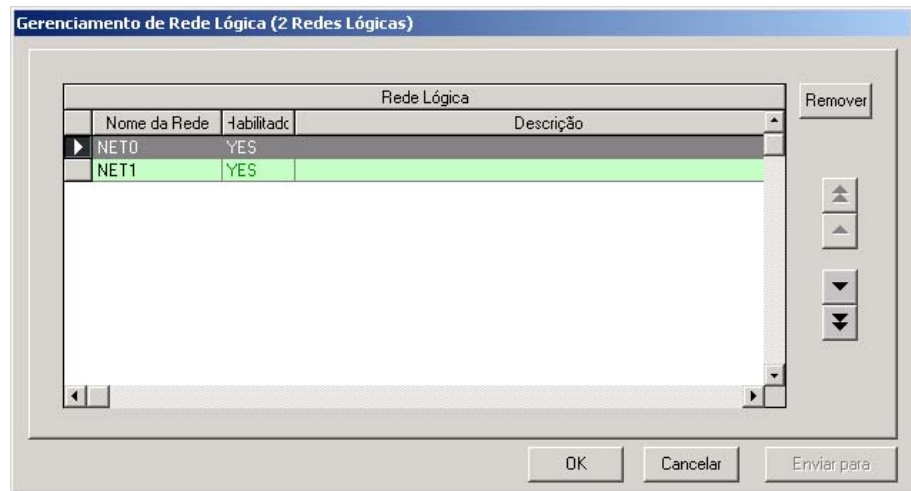 Gerenciamento de Rede Lógica (2 Redes Lógicas)
Rede Lógica
Remover
Nome da Rede Descrição
NET0 YES
NET1 YES
OK Cancelar Enviar para